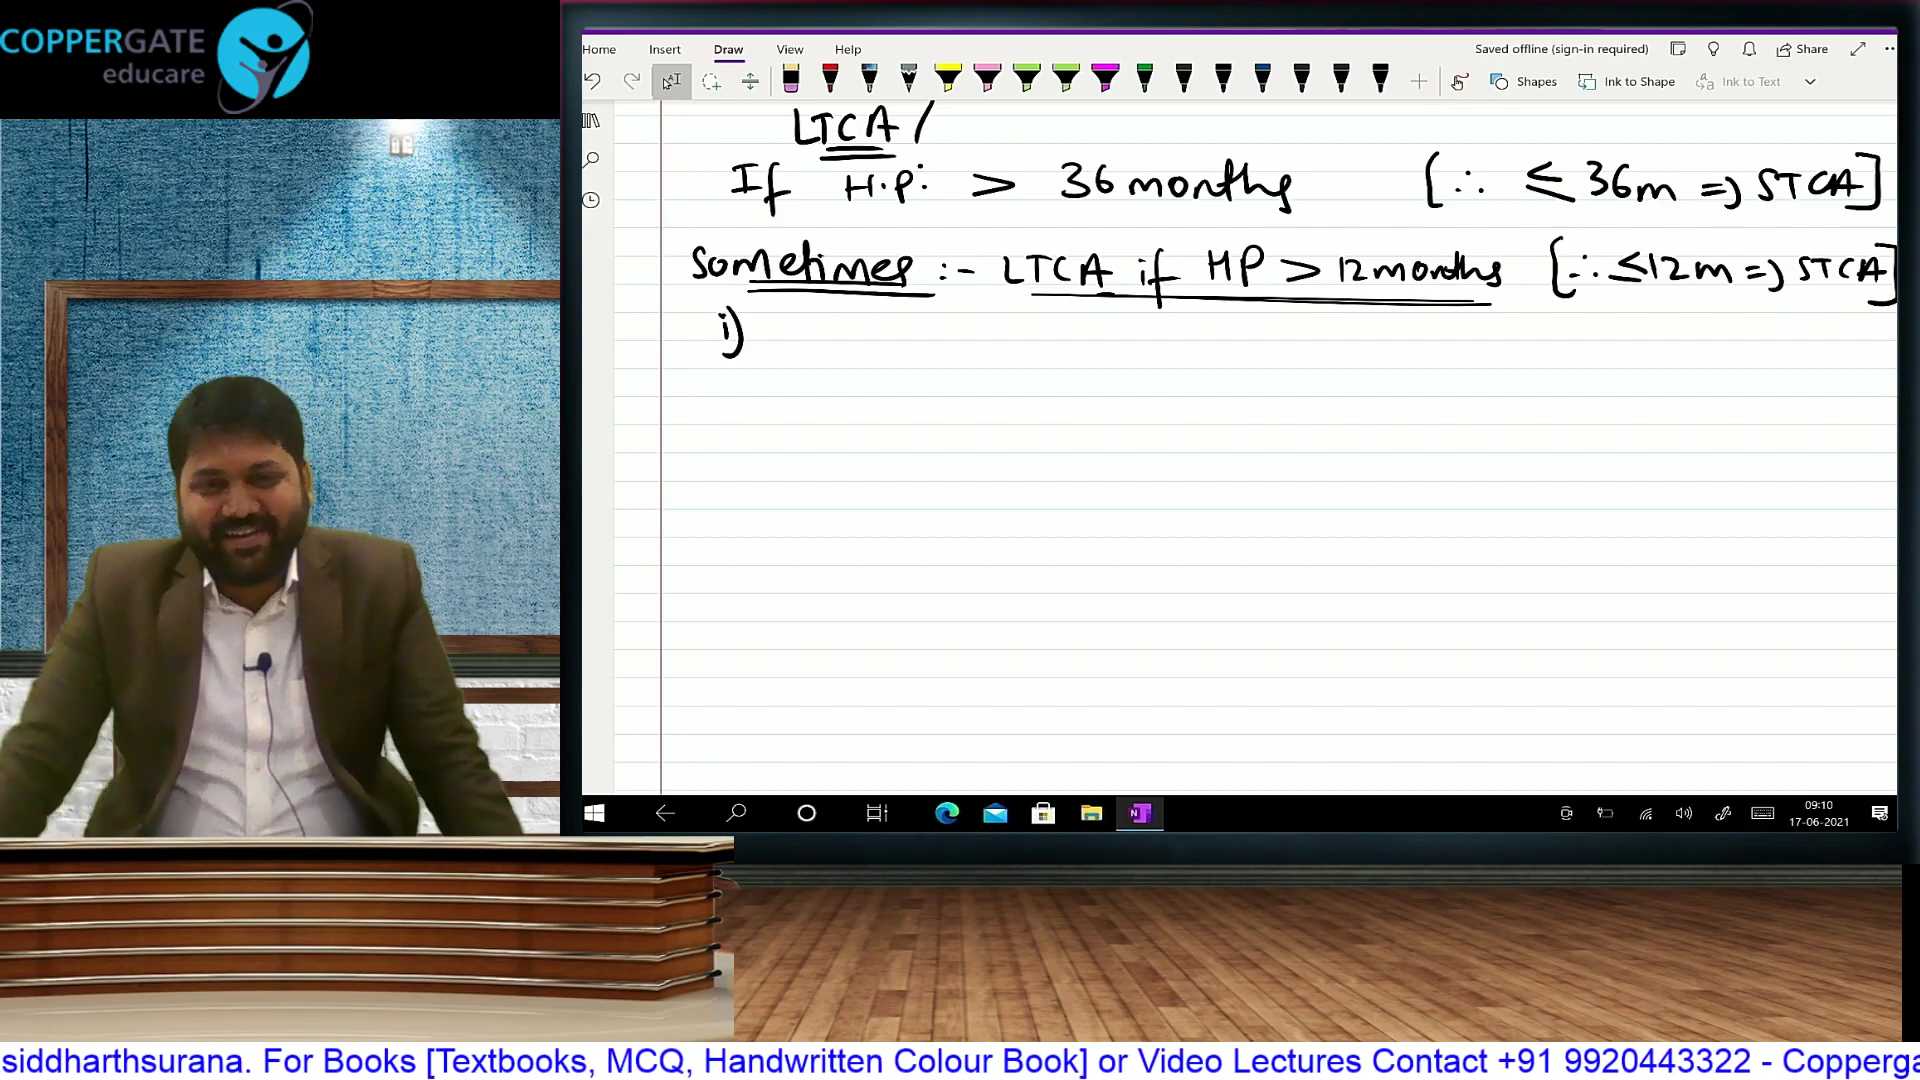 COPPERGATE
educare
Home Insert Draw View Help Saved offline (sign-in required) Share
Shapes Ink to Shape Ink to Text
LTCA /
If H.P. > 36 months [∴ ≤ 36m => STCA]
Sometimes :- LTCA if HP > 12 months [∴ ≤12m => STCA]
i)
09:10
17-06-2021
siddharthsurana. For Books [Textbooks, MCQ, Handwritten Colour Book] or Video Lectures Contact +91 9920443322 - Copperga